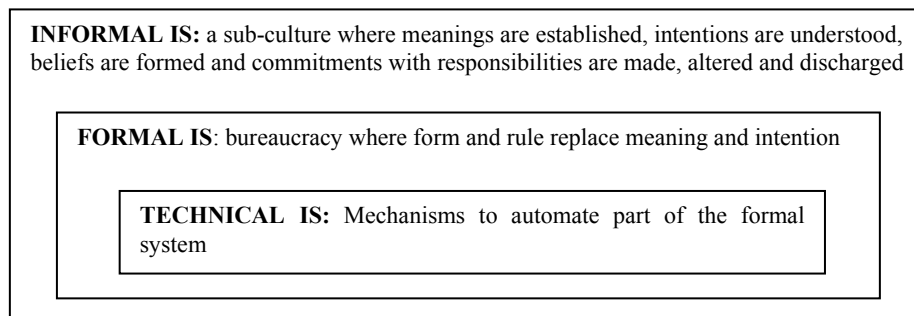 INFORMAL IS: a sub-culture where meanings are established, intentions are understood,
beliefs are formed and commitments with responsibilities are made, altered and discharged
FORMAL IS: bureaucracy where form and rule replace meaning and intention
TECHNICAL IS: Mechanisms to automate part of the formal
system